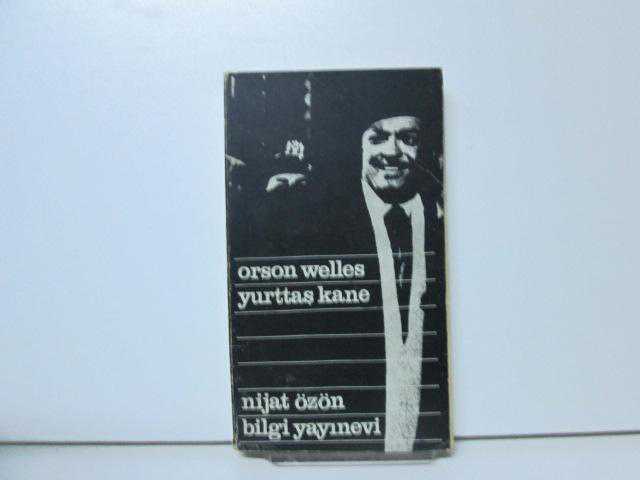 orson welles
yurttaş kane
nijat özön
bilgi yayınevi